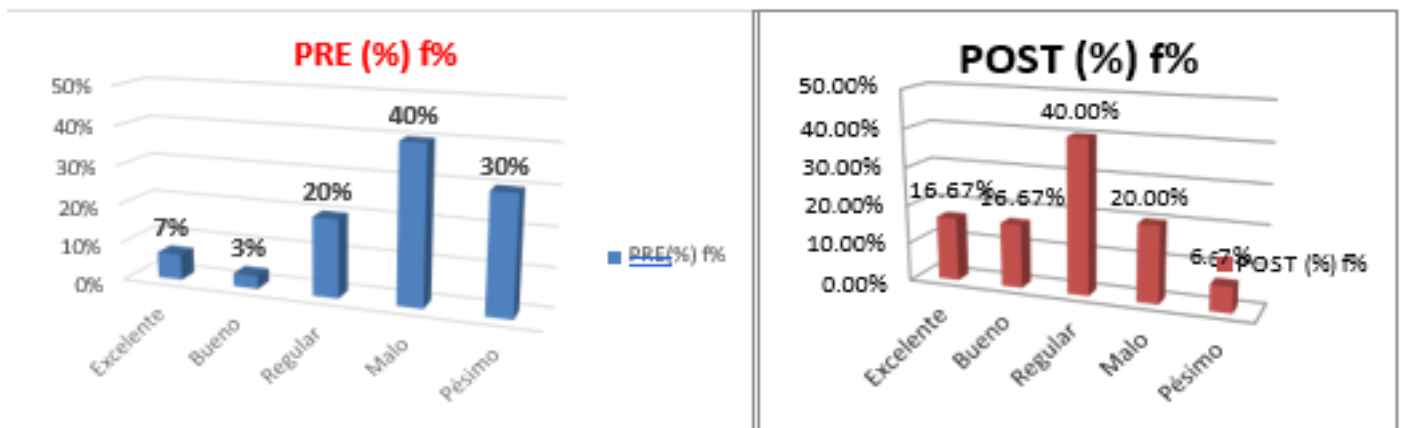 PRE (%) f%
50%
40%
30%
20%
10%
0%
7%
3%
20%
40%
30%
Excelente
Bueno
Regular
Malo
Pésimo
PRE(%) f%
POST (%) f%
50.00%
40.00%
30.00%
20.00%
10.00%
0.00%
16.67%
16.67%
40.00%
20.00%
6.67%
Excelente
Bueno
Regular
Malo
Pésimo
POST (%) f%